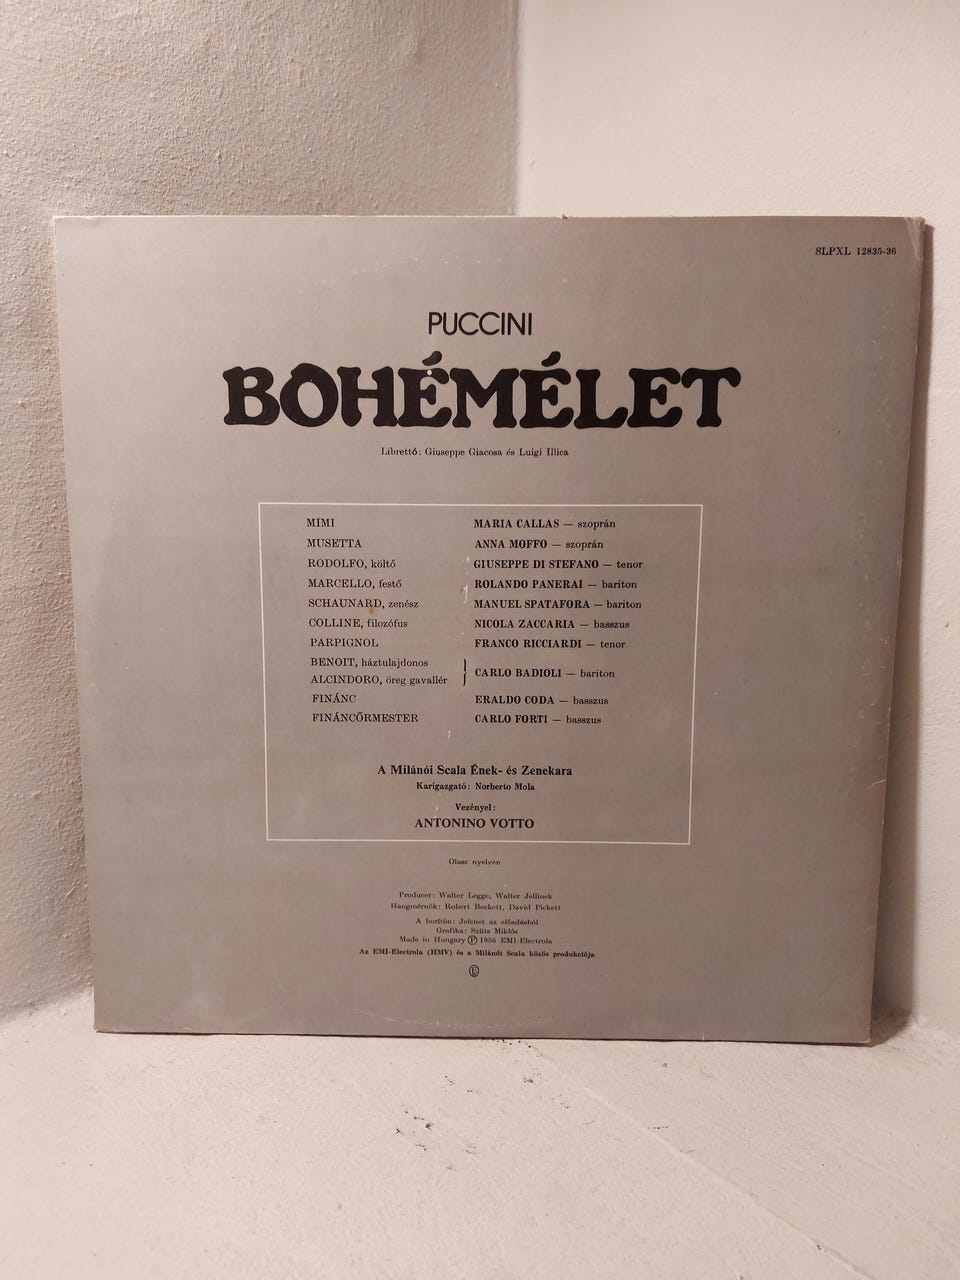 SLPXL 12835-36
PUCCINI
BOHÉMÉLET
Librettó: Giuseppe Giacosa és Luigi Illica
MIMI MARIA CALLAS — szoprán
MUSETTA ANNA MOFFO — szoprán
RODOLFO, költő GIUSEPPE DI STEFANO — tenor
MARCELLO, festő ROLANDO PANERAI — bariton
SCHAUNARD, zenész MANUEL SPATAFORA — bariton
COLLINE, filozófus NICOLA ZACCARIA — basszus
PARPIGNOL FRANCO RICCIARDI — tenor
BENOIT, háztulajdonos
ALCINDORO, öreg gavallér } CARLO BADIOLI — bariton
FINÁNC ERALDO CODA — basszus
FINÁNCŐRMESTER CARLO FORTI — basszus
A Milánói Scala Ének- és Zenekara
Karigazgató: Norberto Mola
Vezényel:
ANTONINO VOTTO
Olasz nyelven
Producer: Walter Legge, Walter Jellinek
Hangmérnök: Robert Beckett, David Pickett
A borítón: Jelenet az előadásból
Grafika: Szüts Miklós
Made in Hungary Ⓟ 1956 EMI-Electrola
Az EMI-Electrola (HMV) és a Milánói Scala közös produkciója